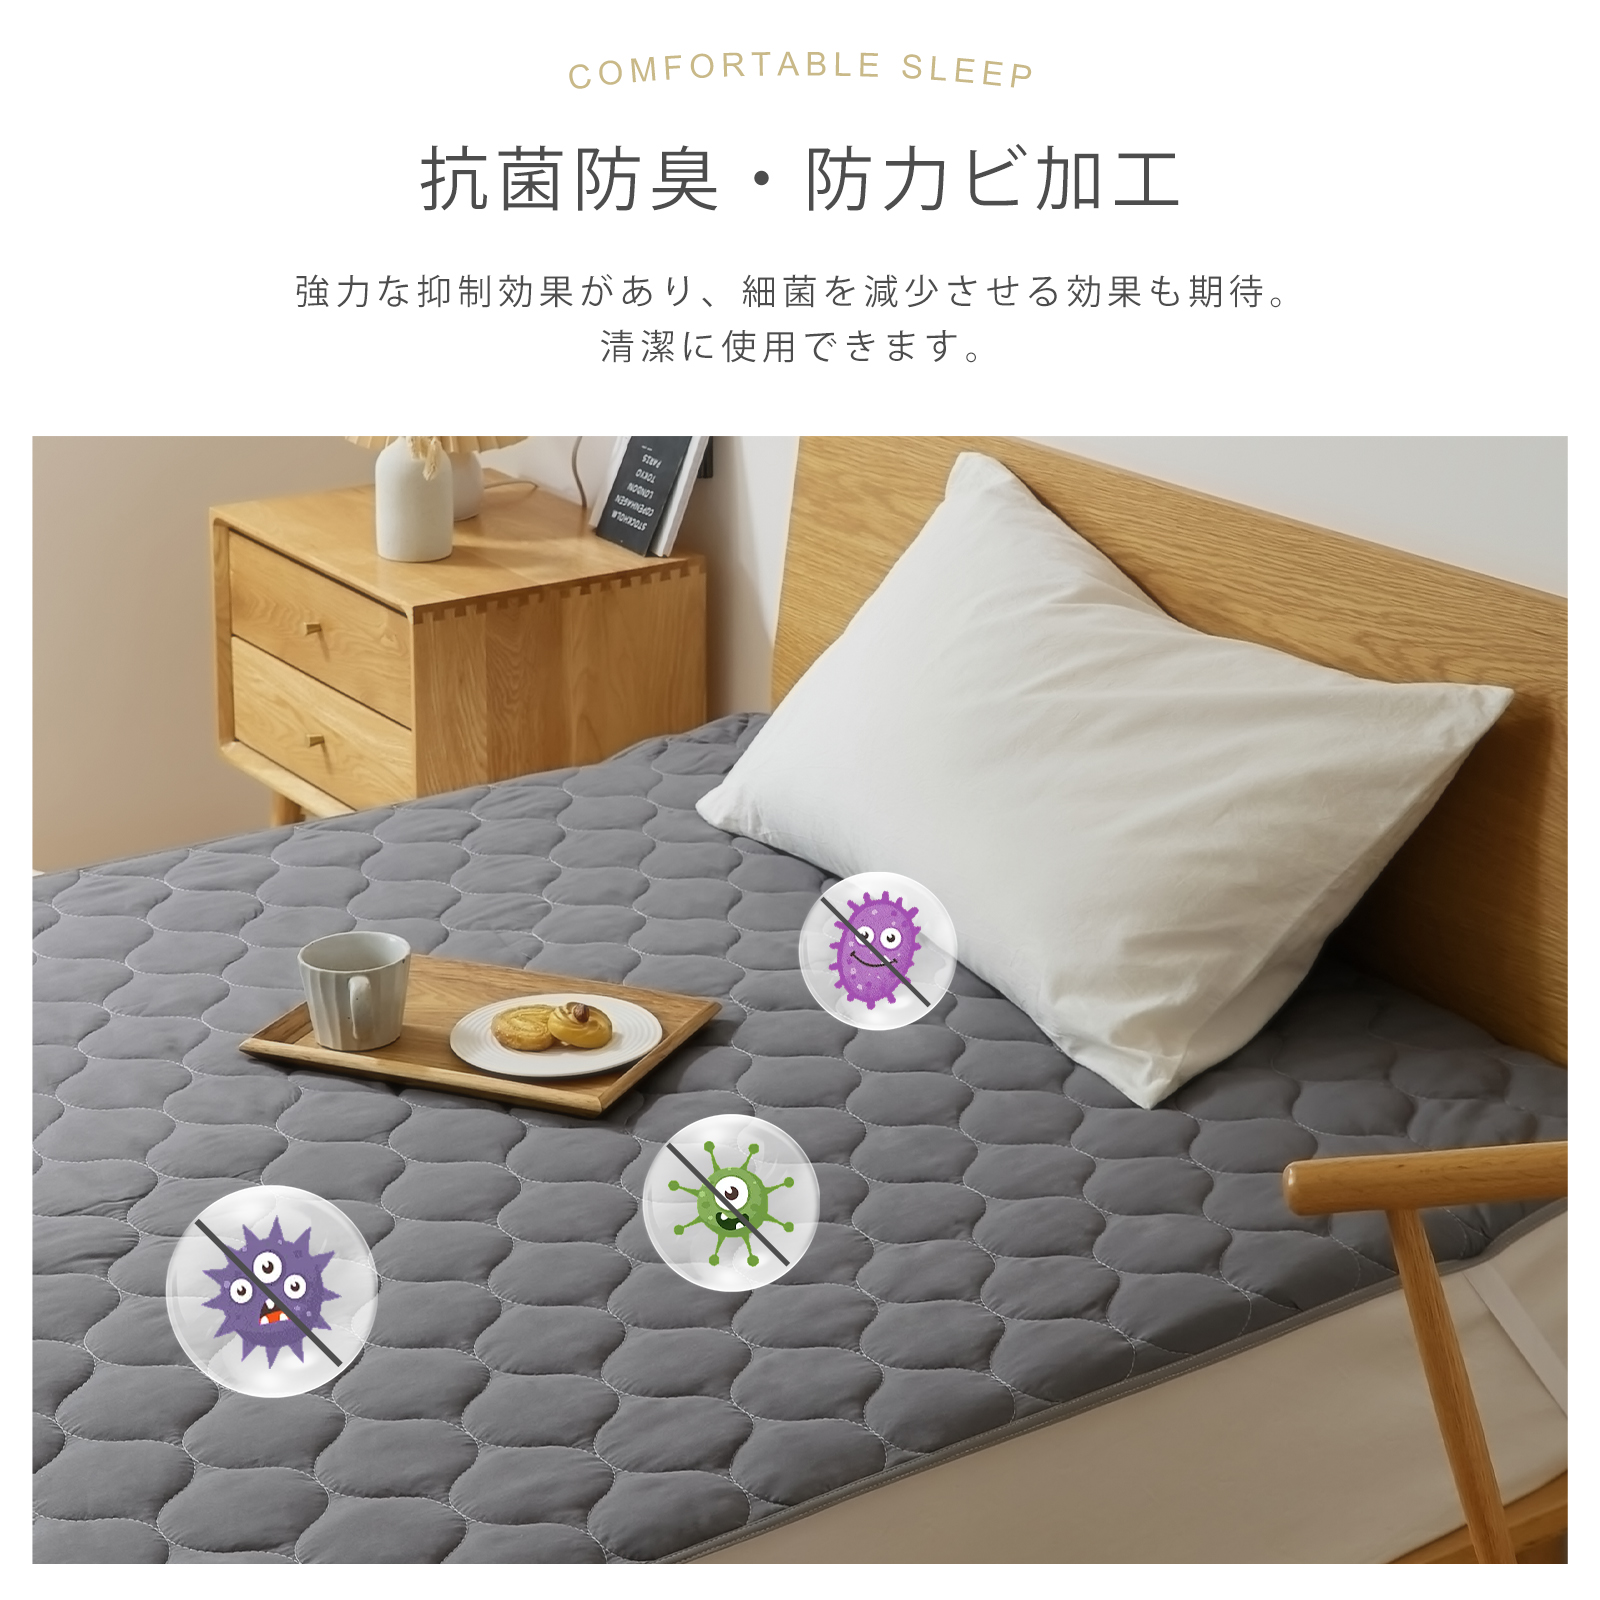 COMFORTABLE SLEEP
抗菌防臭・防カビ加工
強力な抑制効果があり、細菌を減少させる効果も期待。
清潔に使用できます。
PARIS
TOKYO
LONDON
COPENHAGEN
STOCKHOLM